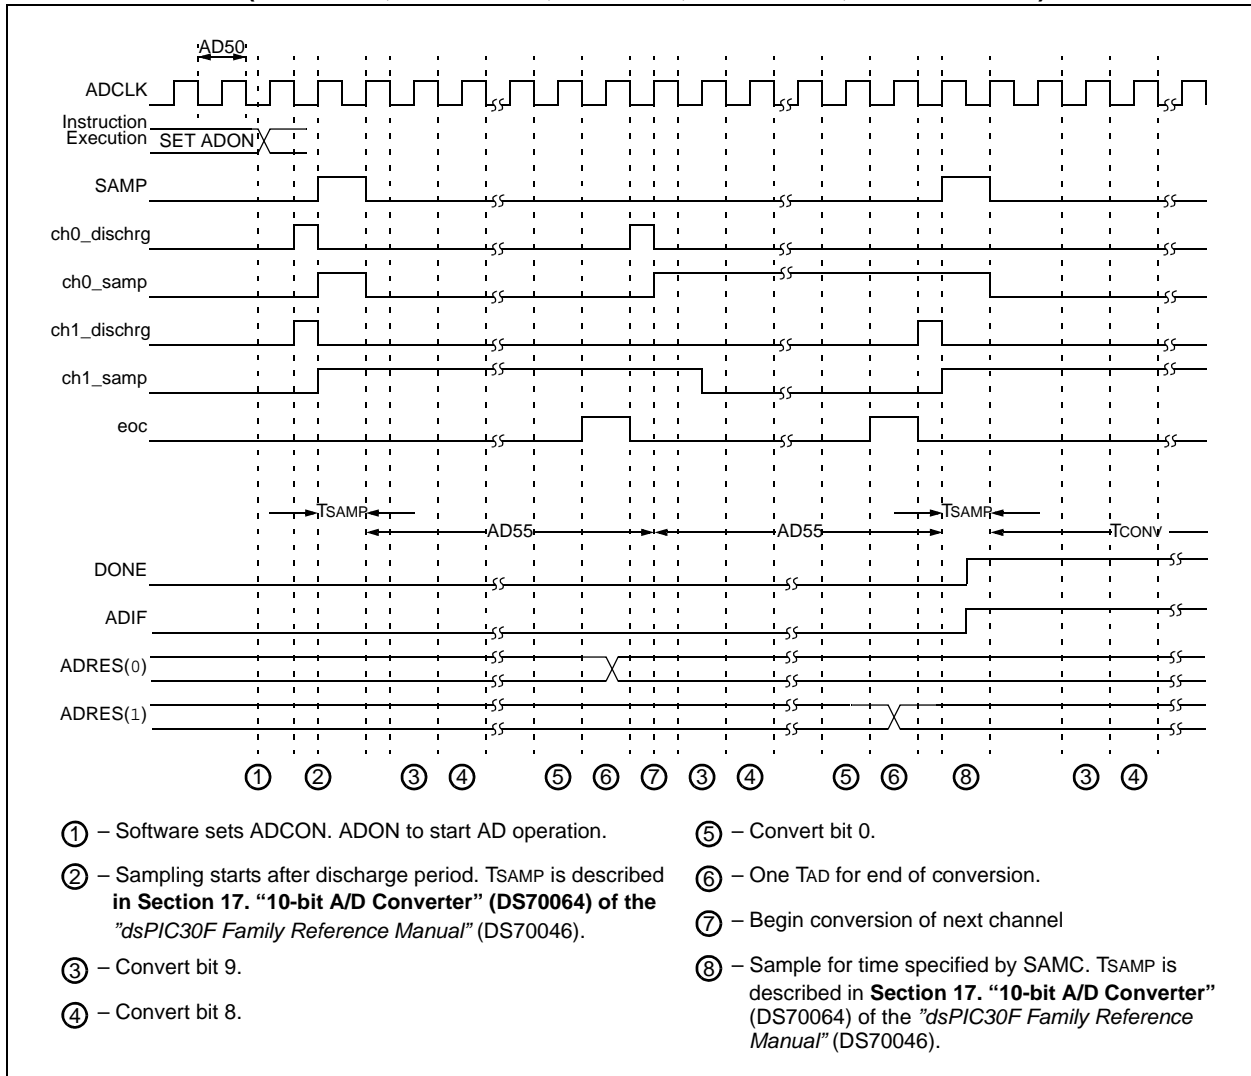 AD50
ADCLK
Instruction
Execution
SET ADON
SAMP
ch0_dischrg
ch0_samp
ch1_dischrg
ch1_samp
eoc
TSAMP
TSAMP
AD55
AD55
TCONV
DONE
ADIF
ADRES(0)
ADRES(1)
1 2 3 4 5 6 7 3 4 5 6 8 3 4
1 – Software sets ADCON. ADON to start AD operation.
2 – Sampling starts after discharge period. TSAMP is described
in Section 17. “10-bit A/D Converter” (DS70064) of the
”dsPIC30F Family Reference Manual” (DS70046).
3 – Convert bit 9.
4 – Convert bit 8.
5 – Convert bit 0.
6 – One TAD for end of conversion.
7 – Begin conversion of next channel
8 – Sample for time specified by SAMC. TSAMP is
described in Section 17. “10-bit A/D Converter”
(DS70064) of the ”dsPIC30F Family Reference
Manual” (DS70046).